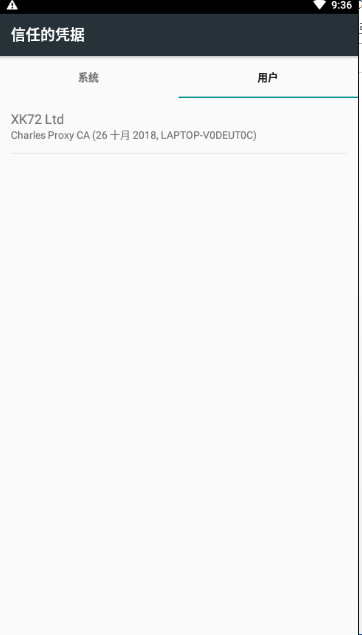 9:36
信任的凭据
系统
用户
XK72 Ltd
Charles Proxy CA (26 十月 2018, LAPTOP-V0DEUT0C)